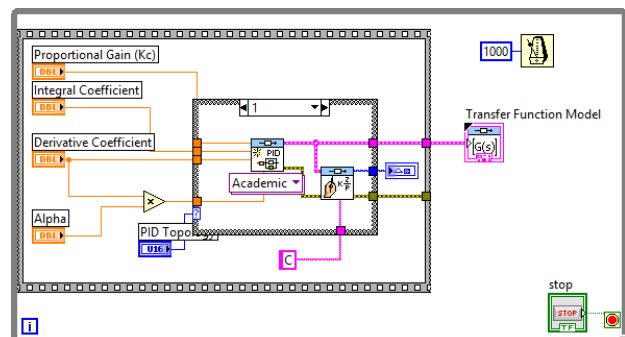 Proportional Gain (Kc)
DBL
Integral Coefficient
DBL
Derivative Coefficient
DBL
Alpha
DBL
1
PID
Academic
K Z P
PID Topology
U16
?
C
1000
Transfer Function Model
[G(s)]
stop
STOP
TF
i